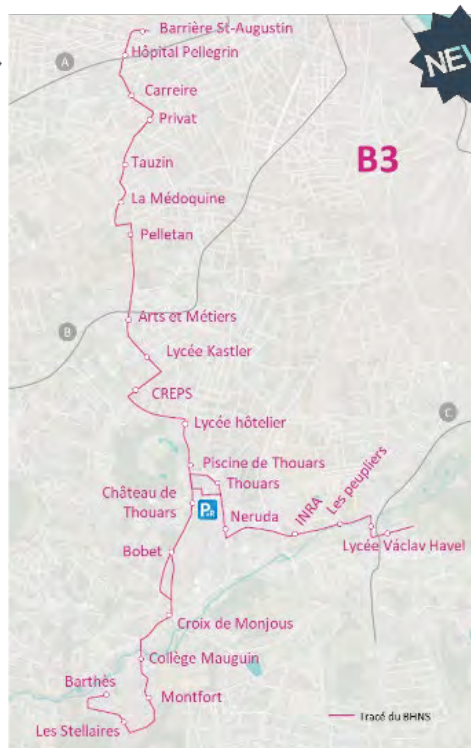 NEW
Barrière St-Augustin
A
Hôpital Pellegrin
Carreire
Privat
B3
Tauzin
La Médoquine
Pelletan
Arts et Métiers
B
Lycée Kastler
CREPS
C
Lycée hôtelier
Piscine de Thouars
Thouars
Château de
Thouars
P+R
Neruda
INRA
Les peupliers
Lycée Václav Havel
Bobet
Croix de Monjous
Collège Mauguin
Barthès
Montfort
Les Stellaires
Tracé du BHNS